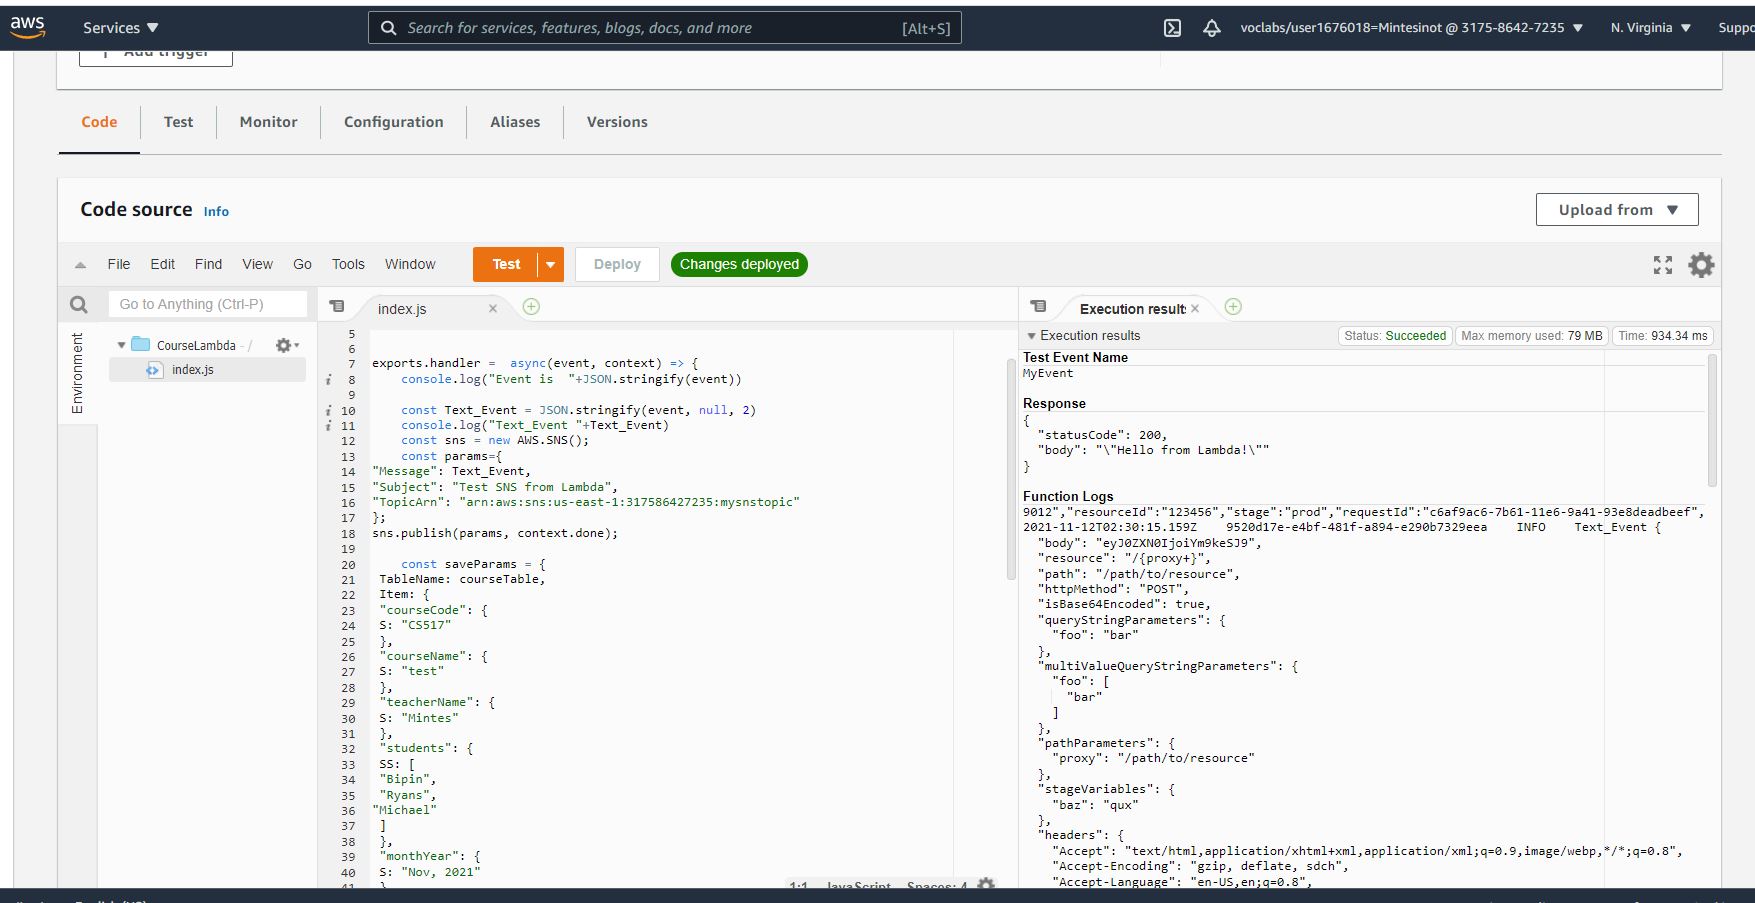 aws
Services ▼
Search for services, features, blogs, docs, and more
[Alt+S]
voclabs/user1676018=Mintesinot @ 3175-8642-7235 ▼
N. Virginia ▼
Suppo
Add trigger
Code
Test
Monitor
Configuration
Aliases
Versions
Code source
Info
Upload from ▼
File
Edit
Find
View
Go
Tools
Window
Test
Deploy
Changes deployed
Go to Anything (Ctrl-P)
Environment
CourseLambda - /
index.js
index.js
5
6
7 exports.handler =  async(event, context) => {
8     console.log("Event is  "+JSON.stringify(event))
9
10     const Text_Event = JSON.stringify(event, null, 2)
11     console.log("Text_Event "+Text_Event)
12     const sns = new AWS.SNS();
13     const params={
14 "Message": Text_Event,
15 "Subject": "Test SNS from Lambda",
16 "TopicArn": "arn:aws:sns:us-east-1:317586427235:mysnstopic"
17 };
18 sns.publish(params, context.done);
19
20     const saveParams = {
21  TableName: courseTable,
22  Item: {
23  "courseCode": {
24  S: "CS517"
25  },
26  "courseName": {
27  S: "test"
28  },
29  "teacherName": {
30  S: "Mintes"
31  },
32  "students": {
33  SS: [
34  "Bipin",
35  "Ryans",
36 "Michael"
37  ]
38  },
39  "monthYear": {
40  S: "Nov, 2021"
41  }
1:1 JavaScript Spaces: 4
Execution result:
Execution results
Status: Succeeded
Max memory used: 79 MB
Time: 934.34 ms
Test Event Name
MyEvent
Response
{
  "statusCode": 200,
  "body": "\"Hello from Lambda!\""
}
Function Logs
9012","resourceId":"123456","stage":"prod","requestId":"c6af9ac6-7b61-11e6-9a41-93e8deadbeef",
2021-11-12T02:30:15.159Z    9520d17e-e4bf-481f-a894-e290b7329eea    INFO    Text_Event {
  "body": "eyJ0ZXN0IjoiYm9keSJ9",
  "resource": "/{proxy+}",
  "path": "/path/to/resource",
  "httpMethod": "POST",
  "isBase64Encoded": true,
  "queryStringParameters": {
    "foo": "bar"
  },
  "multiValueQueryStringParameters": {
    "foo": [
      "bar"
    ]
  },
  "pathParameters": {
    "proxy": "/path/to/resource"
  },
  "stageVariables": {
    "baz": "qux"
  },
  "headers": {
    "Accept": "text/html,application/xhtml+xml,application/xml;q=0.9,image/webp,*/*;q=0.8",
    "Accept-Encoding": "gzip, deflate, sdch",
    "Accept-Language": "en-US,en;q=0.8",